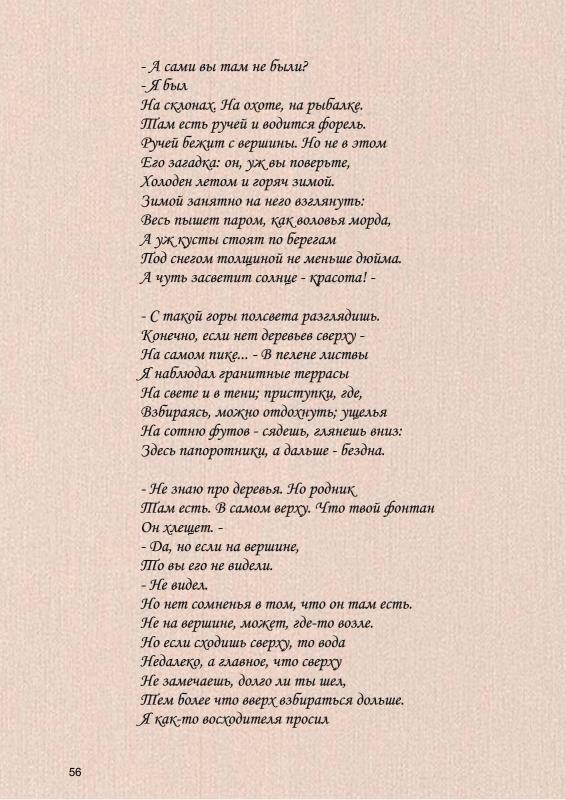 - А сами вы там не были?
- Я был
На склонах. На охоте, на рыбалке.
Там есть ручей и водится форель.
Ручей бежит с вершины. Но не в этом
Его загадка: он, уж вы поверьте,
Холоден летом и горяч зимой.
Зимой занятно на него взглянуть:
Весь пышет паром, как воловья морда,
А уж кусты стоят по берегам
Под снегом толщиной не меньше дюйма.
А чуть засветит солнце - красота! -

- С такой горы полсвета разглядишь.
Конечно, если нет деревьев сверху -
На самом пике... - В пелене листвы
Я наблюдал гранитные террасы
На свете и в тени; приступки, где,
Взбираясь, можно отдохнуть; ущелья
На сотню футов - сядешь, глянешь вниз:
Здесь папоротники, а дальше - бездна.

- Не знаю про деревья. Но родник
Там есть. В самом верху. Что твой фонтан
Он хлещет. -
- Да, но если на вершине,
То вы его не видели.
- Не видел.
Но нет сомненья в том, что он там есть.
Не на вершине, может, где-то возле.
Но если сходишь сверху, то вода
Недалеко, а главное, что сверху
Не замечаешь, долго ли ты шел,
Тем более что вверх взбираться дольше.
Я как-то восходителя просил
56